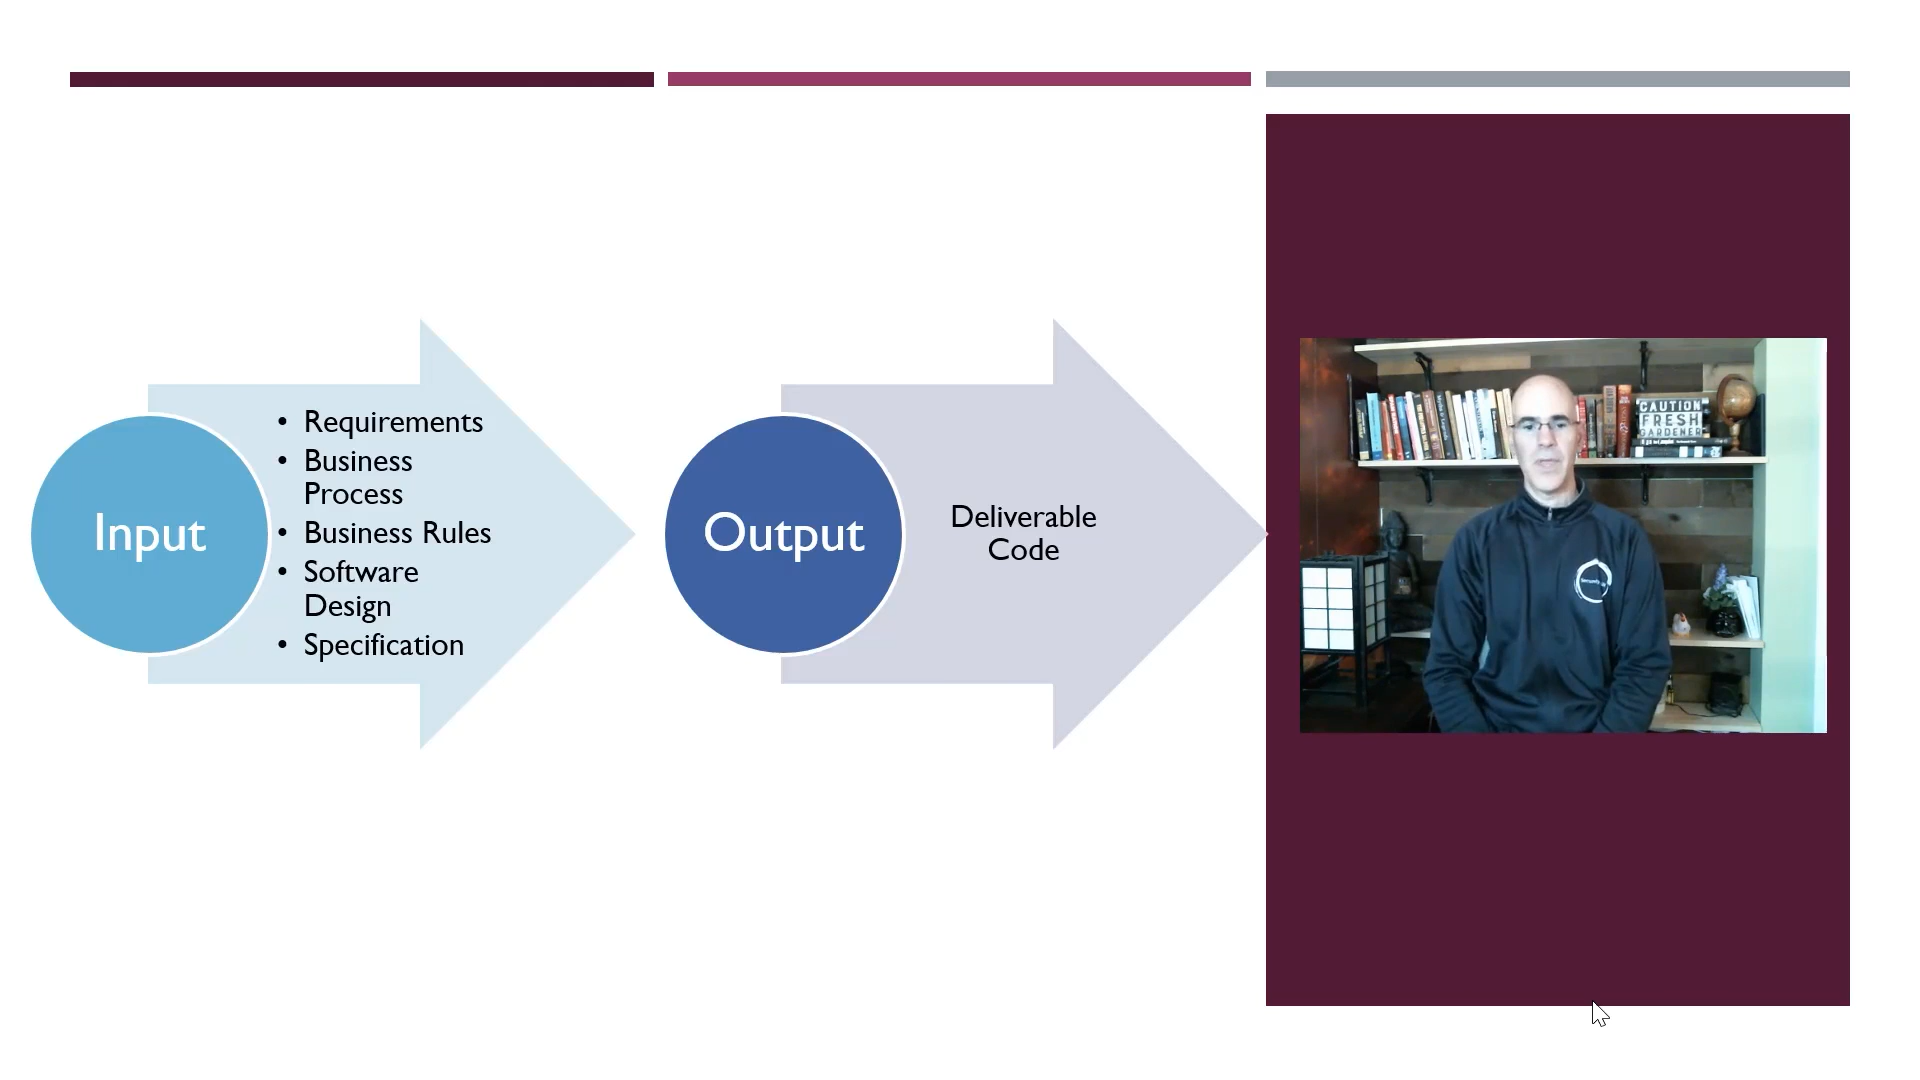 Input
• Requirements
• Business
Process
• Business Rules
• Software
Design
• Specification
Output
Deliverable
Code
CAUTION
FRESH
GARDENER